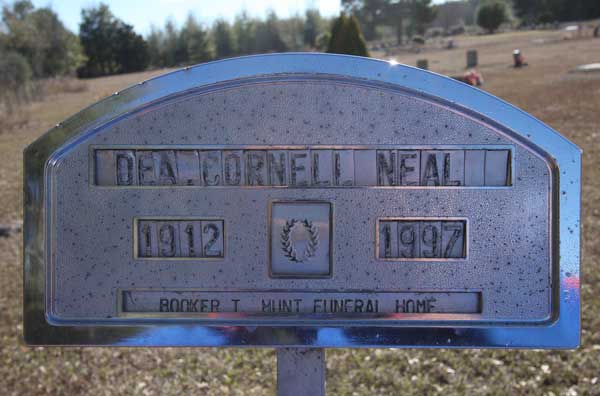 DEA. CORNELL NEAL
1912 1997
BOOKER T. HUNT FUNERAL HOME